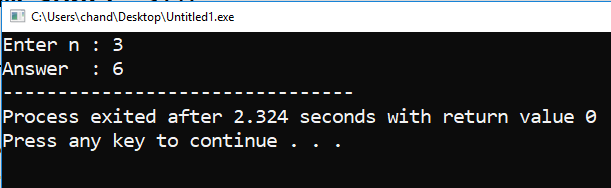 C:\Users\chand\Desktop\Untitled1.exe
Enter n : 3
Answer  : 6
--------------------------------
Process exited after 2.324 seconds with return value 0
Press any key to continue . . .